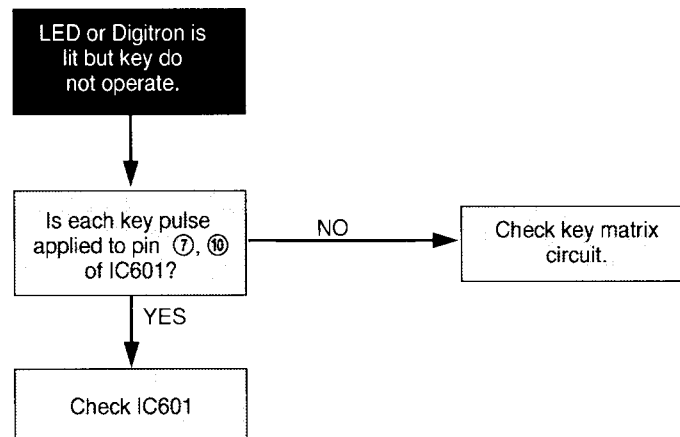 LED or Digitron is
lit but key do
not operate.
Is each key pulse
applied to pin ⑦, ⑩
of IC601?
NO
Check key matrix
circuit.
YES
Check IC601